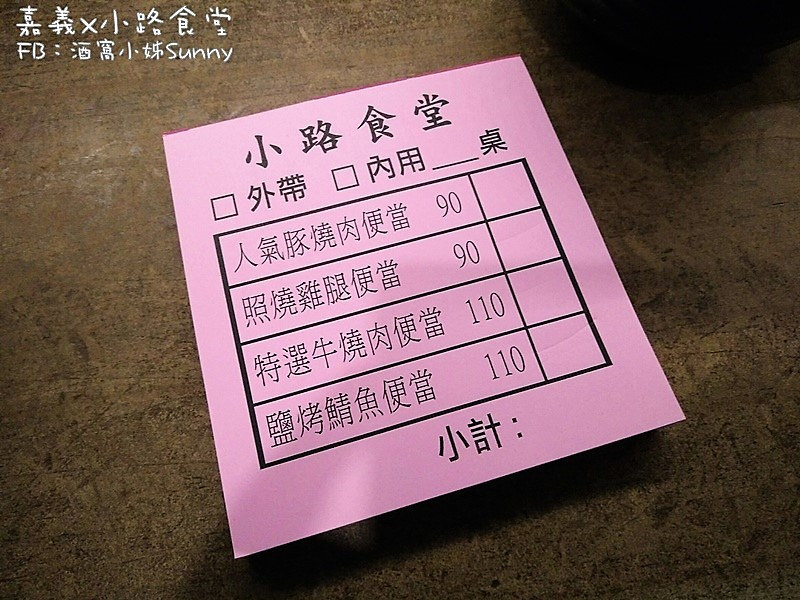 嘉義X小路食堂
FB:酒窩小姊Sunny
小路食堂
□ 外帶 □ 內用___桌
人氣豚燒肉便當 90
照燒雞腿便當 90
特選牛燒肉便當 110
鹽烤鯖魚便當 110
小計: